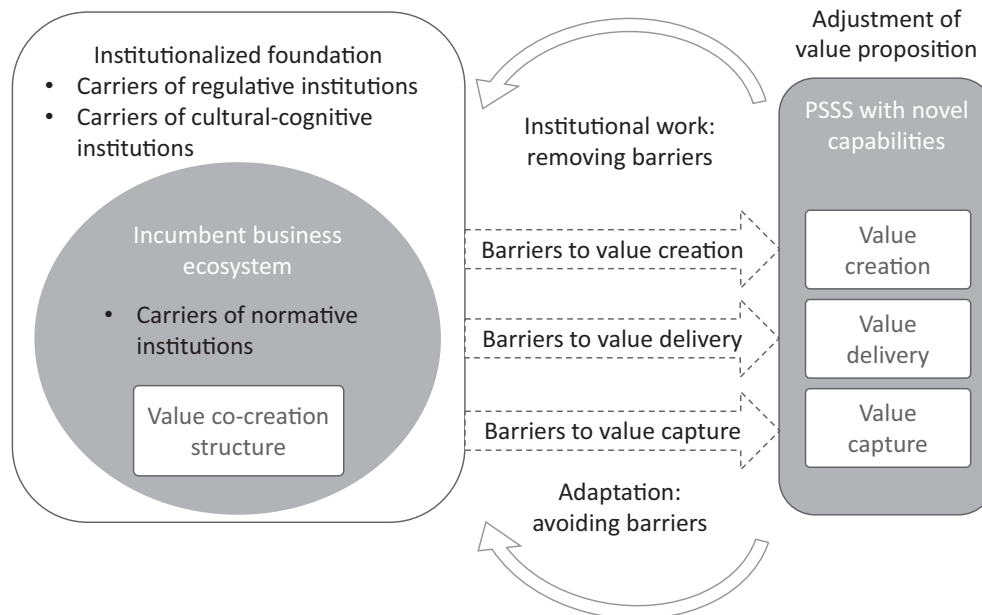 Institutionalized foundation
• Carriers of regulative institutions
• Carriers of cultural-cognitive
institutions
Incumbent business
ecosystem
• Carriers of normative
institutions
Value co-creation
structure
Institutional work:
removing barriers
Barriers to value creation
Barriers to value delivery
Barriers to value capture
Adaptation:
avoiding barriers
Adjustment of
value proposition
PSSS with novel
capabilities
Value
creation
Value
delivery
Value
capture